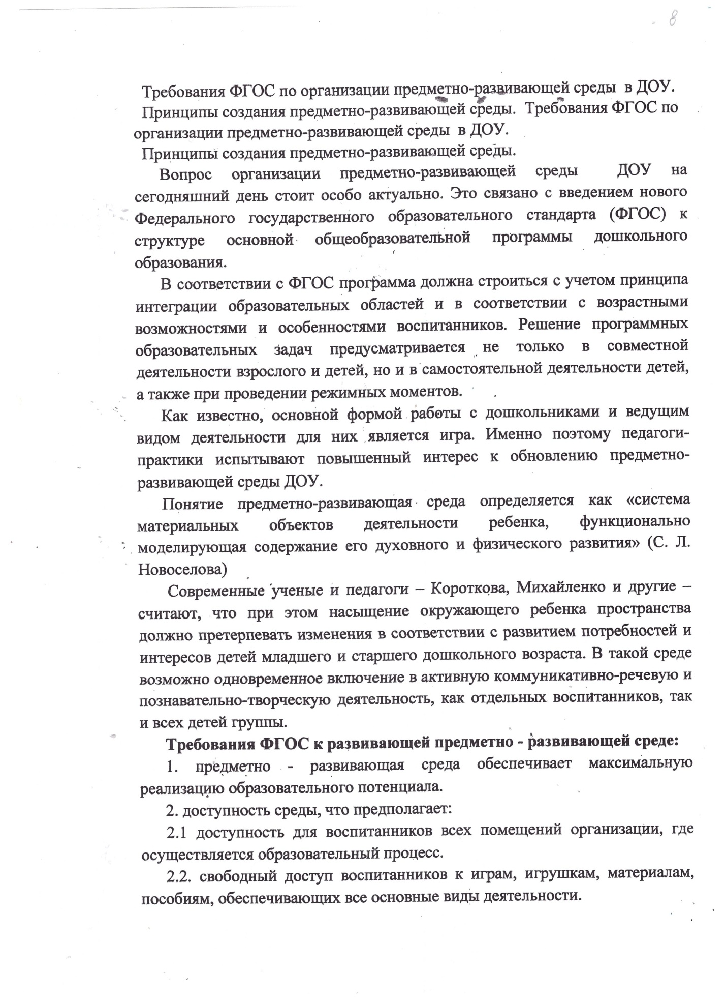 8
Требования ФГОС по организации предметно-развивающей среды в ДОУ.
Принципы создания предметно-развивающей среды. Требования ФГОС по
организации предметно-развивающей среды в ДОУ.
Принципы создания предметно-развивающей среды.
Вопрос организации предметно-развивающей среды ДОУ на
сегодняшний день стоит особо актуально. Это связано с введением нового
Федерального государственного образовательного стандарта (ФГОС) к
структуре основной общеобразовательной программы дошкольного
образования.
В соответствии с ФГОС программа должна строиться с учетом принципа
интеграции образовательных областей и в соответствии с возрастными
возможностями и особенностями воспитанников. Решение программных
образовательных задач предусматривается не только в совместной
деятельности взрослого и детей, но и в самостоятельной деятельности детей,
а также при проведении режимных моментов.
Как известно, основной формой работы с дошкольниками и ведущим
видом деятельности для них является игра. Именно поэтому педагоги-
практики испытывают повышенный интерес к обновлению предметно-
развивающей среды ДОУ.
Понятие предметно-развивающая среда определяется как «система
материальных объектов деятельности ребенка, функционально
моделирующая содержание его духовного и физического развития» (С. Л.
Новоселова)
Современные ученые и педагоги – Короткова, Михайленко и другие –
считают, что при этом насыщение окружающего ребенка пространства
должно претерпевать изменения в соответствии с развитием потребностей и
интересов детей младшего и старшего дошкольного возраста. В такой среде
возможно одновременное включение в активную коммуникативно-речевую и
познавательно-творческую деятельность, как отдельных воспитанников, так
и всех детей группы.
Требования ФГОС к развивающей предметно - развивающей среде:
1. предметно - развивающая среда обеспечивает максимальную
реализацию образовательного потенциала.
2. доступность среды, что предполагает:
2.1 доступность для воспитанников всех помещений организации, где
осуществляется образовательный процесс.
2.2. свободный доступ воспитанников к играм, игрушкам, материалам,
пособиям, обеспечивающих все основные виды деятельности.